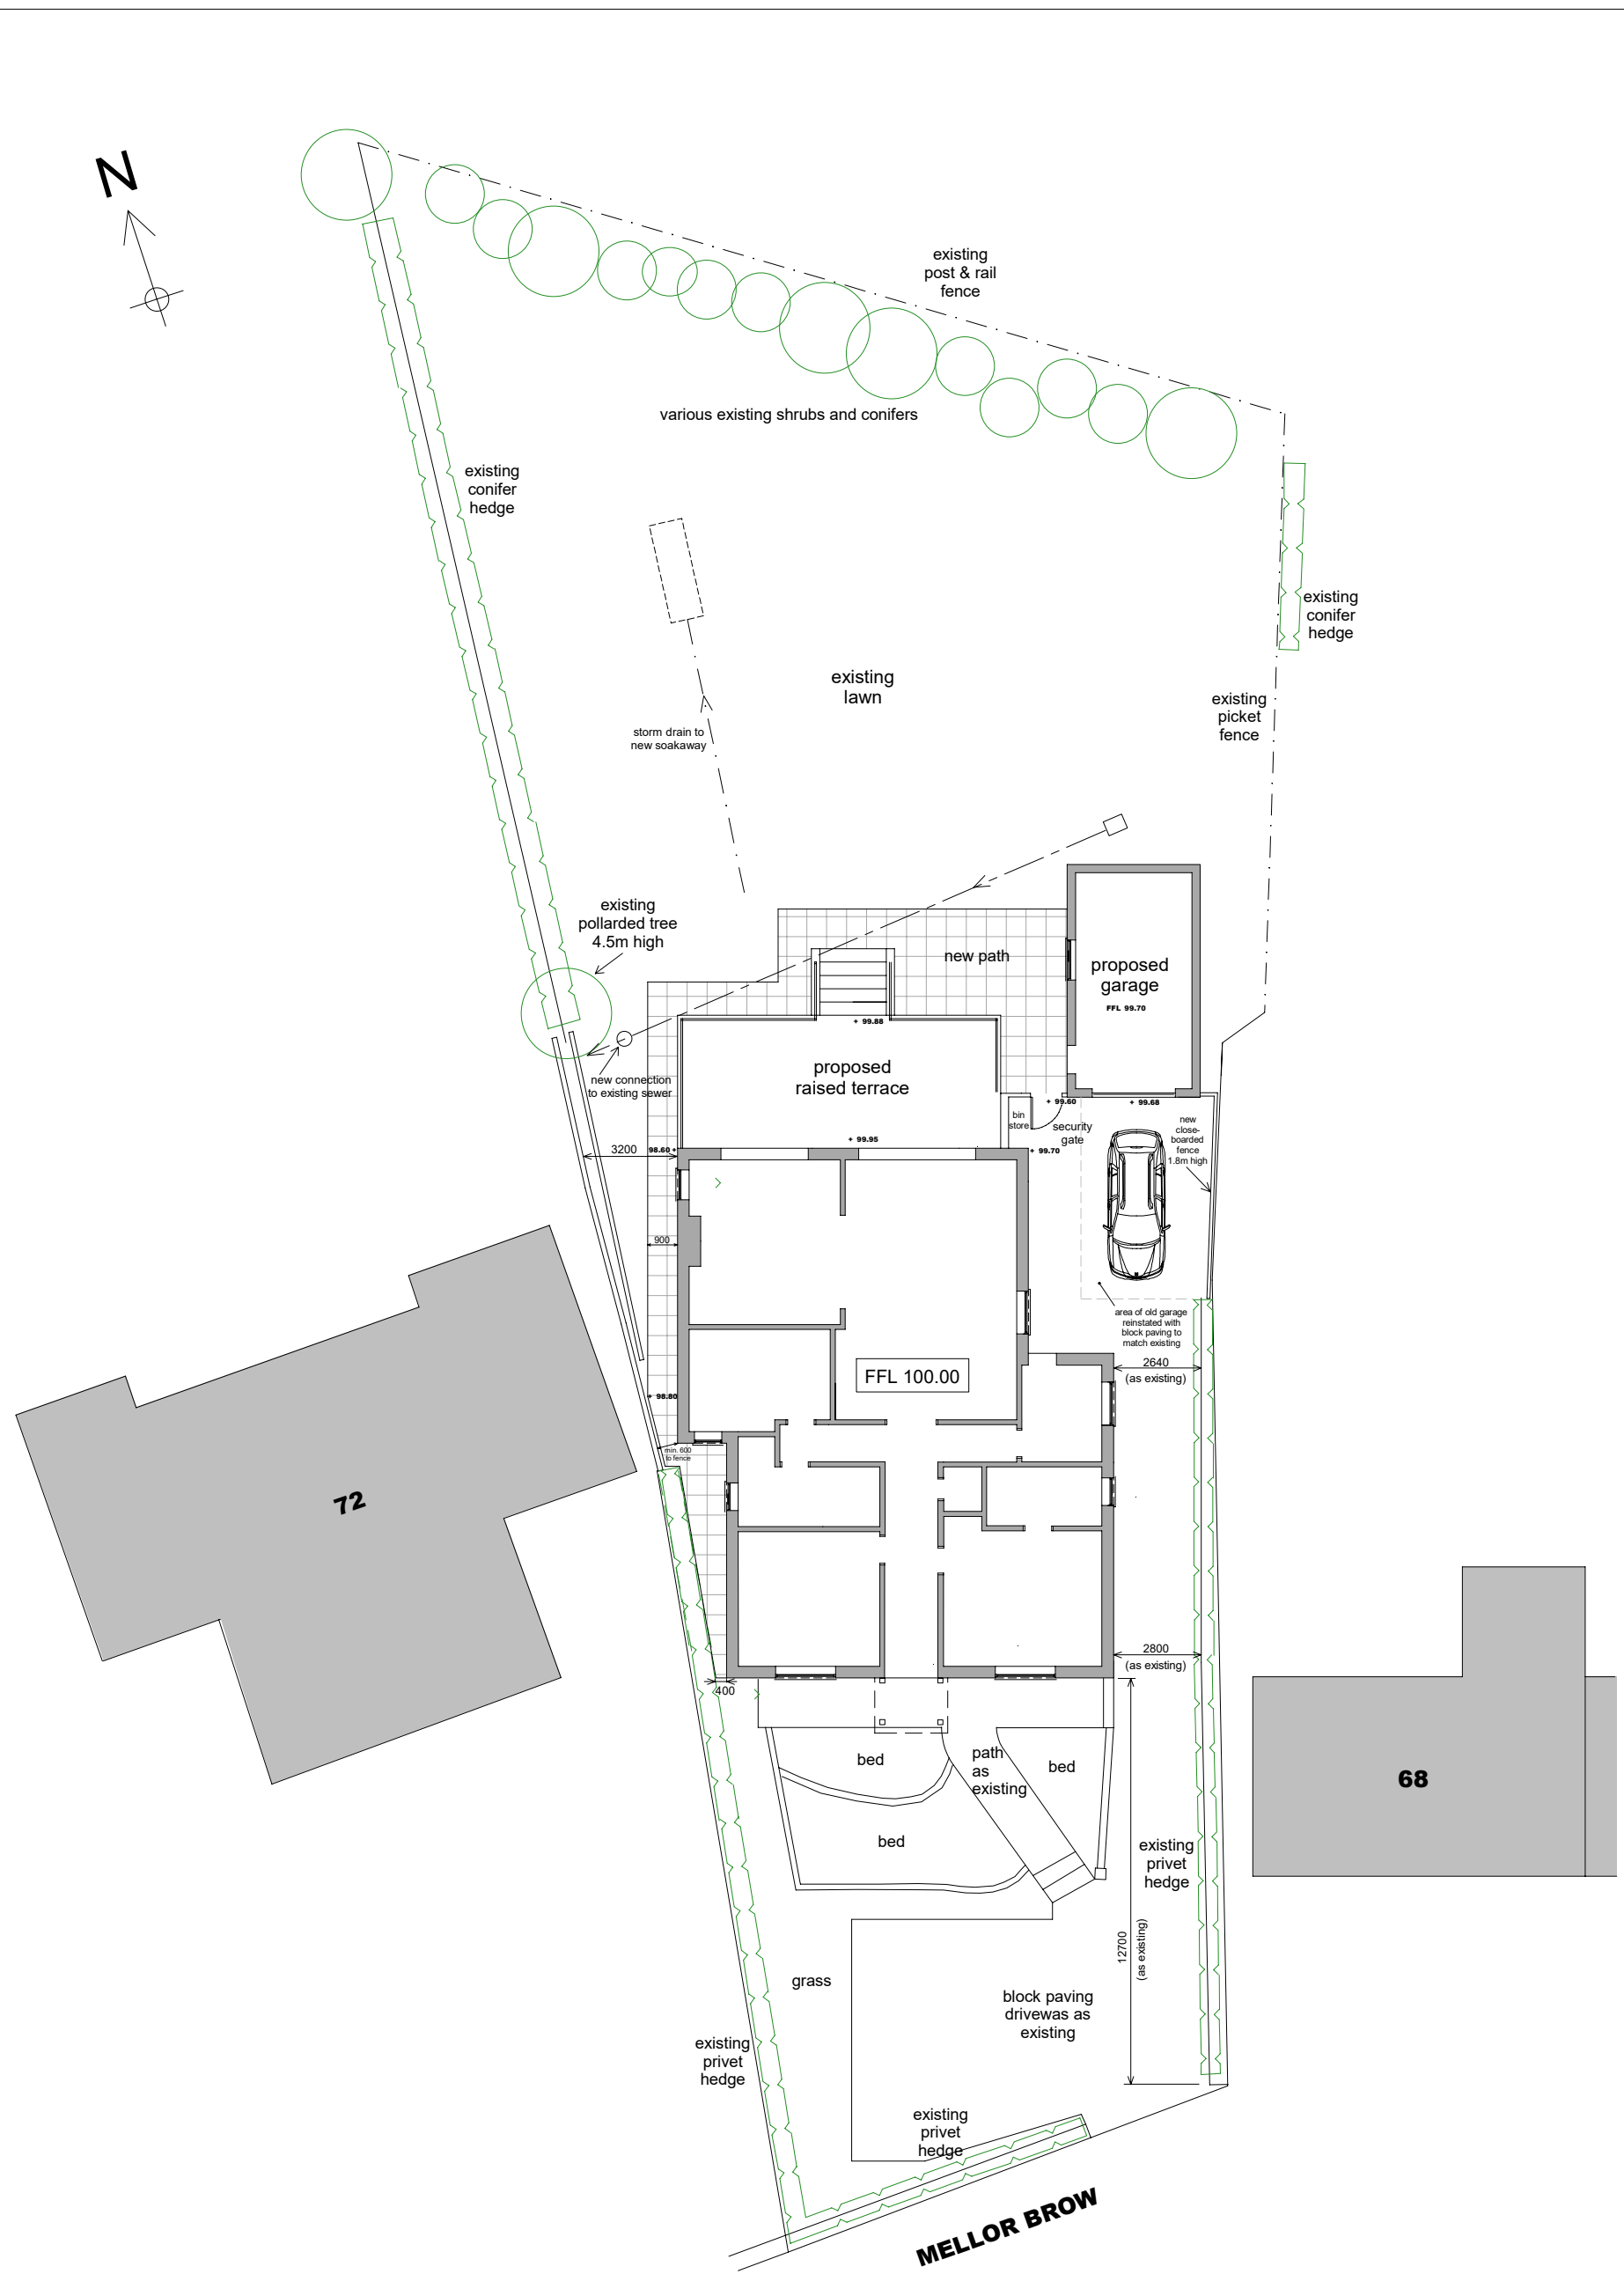 N
existing
post & rail
fence
various existing shrubs and conifers
existing
conifer
hedge
existing
conifer
hedge
existing
lawn
existing
picket
fence
storm drain to
new soakaway
existing
pollarded tree
4.5m high
new path
proposed
garage
FFL 99.70
+ 99.88
proposed
raised terrace
new connection
to existing sewer
+ 99.60
+ 99.68
bin
store
security
gate
new
close-
boarded
fence
1.8m high
+ 99.95
3200
98.60 +
+ 99.70
900
area of old garage
reinstated with
block paving to
match existing
FFL 100.00
2640
(as existing)
+ 98.80
min. 600
to fence
72
2800
(as existing)
400
bed
path
as
existing
bed
68
bed
existing
privet
hedge
12700
(as existing)
grass
block paving
drivewas as
existing
existing
privet
hedge
existing
privet
hedge
MELLOR BROW